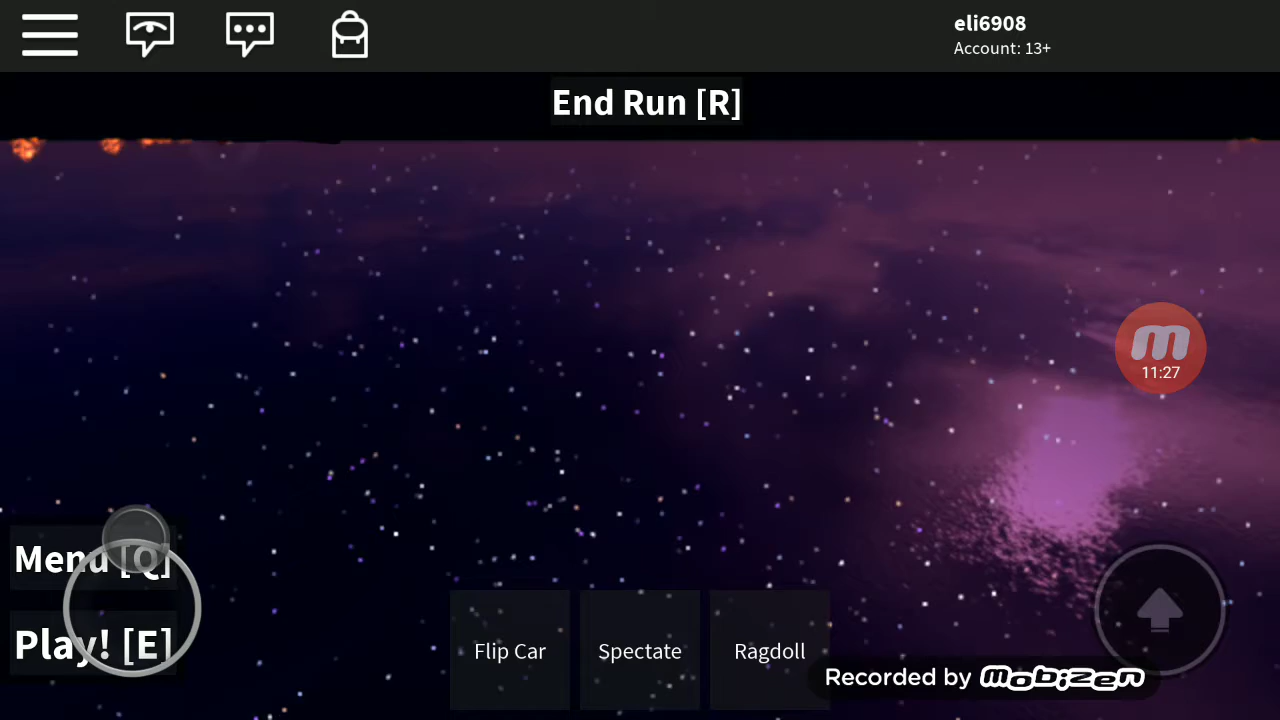 eli6908
Account: 13+
End Run [R]
11:27
Menu [Q]
Play! [E]
Flip Car
Spectate
Ragdoll
Recorded by mobizen